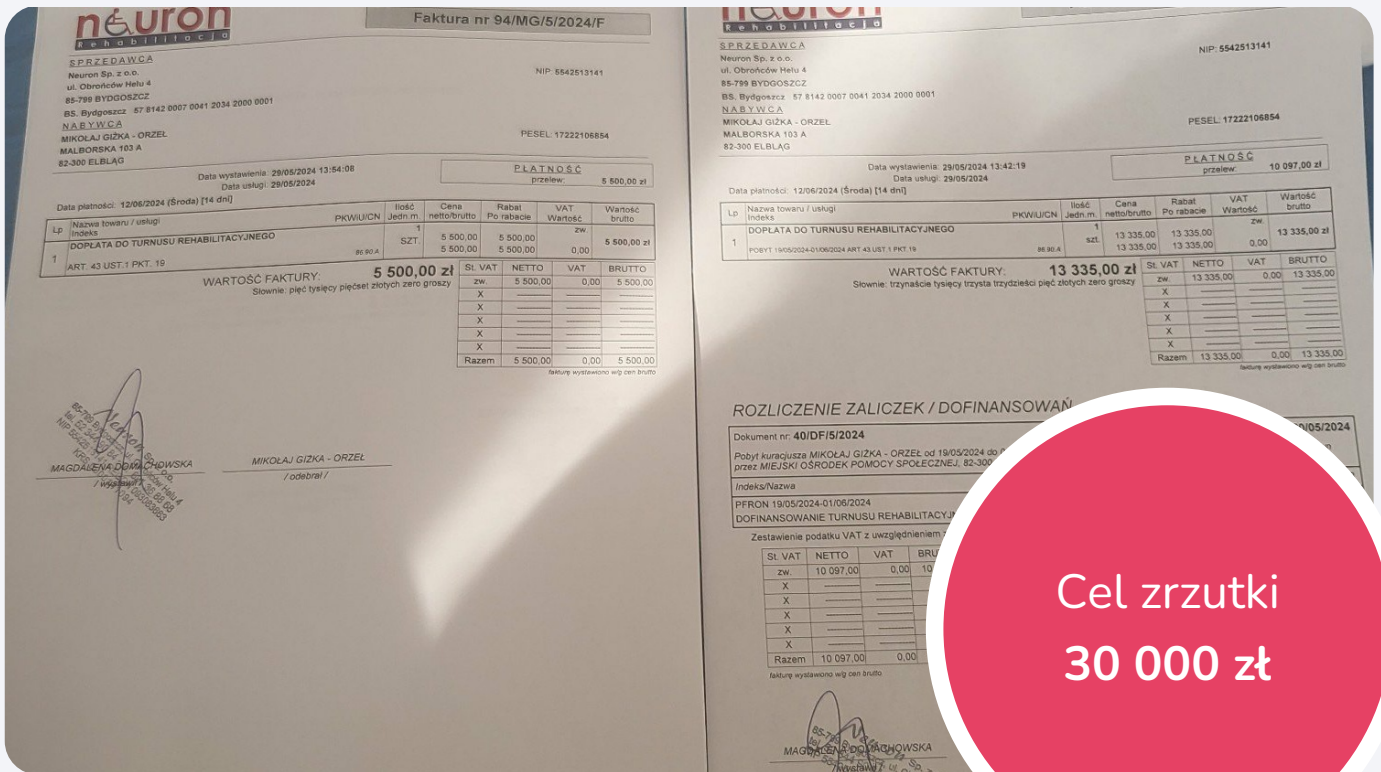 neuron
Rehabilitacja
Faktura nr 94/MG/5/2024/F
SPRZEDAWCA
Neuron Sp. z o.o.
ul. Obrońców Helu 4
85-799 BYDGOSZCZ
BS. Bydgoszcz 57 8142 0007 0041 2034 2000 0001
NIP: 5542513141
NABYWCA
MIKOŁAJ GIŻKA - ORZEŁ
MALBORSKA 103 A
82-300 ELBLĄG
PESEL: 17222106854
Data wystawienia: 29/05/2024 13:54:08
Data usługi: 29/05/2024
PŁATNOŚĆ
przelew: 5 500,00 zł
Data płatności: 12/06/2024 (Środa) [14 dni]
Lp Nazwa towaru / usługi Indeks PKWiU/CN Ilość Jedn.m. Cena netto/brutto Rabat Po rabacie VAT Wartość Wartość brutto
1 DOPŁATA DO TURNUSU REHABILITACYJNEGO 1 5 500,00 5 500,00 zw. 5 500,00 zł
ART. 43 UST.1 PKT. 19 86.90.A SZT. 5 500,00 5 500,00 0,00
WARTOŚĆ FAKTURY: 5 500,00 zł
Słownie: pięć tysięcy pięćset złotych zero groszy
St. VAT NETTO VAT BRUTTO
zw. 5 500,00 0,00 5 500,00
X
X
X
X
X
Razem 5 500,00 0,00 5 500,00
fakturę wystawiono w/g cen brutto
MAGDALENA DOMACHOWSKA
MIKOŁAJ GIŻKA - ORZEŁ
/ odebrał /
neuron
Rehabilitacja
SPRZEDAWCA
Neuron Sp. z o.o.
ul. Obrońców Helu 4
85-799 BYDGOSZCZ
BS. Bydgoszcz 57 8142 0007 0041 2034 2000 0001
NIP: 5542513141
NABYWCA
MIKOŁAJ GIŻKA - ORZEŁ
MALBORSKA 103 A
82-300 ELBLĄG
PESEL: 17222106854
Data wystawienia: 29/05/2024 13:42:19
Data usługi: 29/05/2024
PŁATNOŚĆ
przelew: 10 097,00 zł
Data płatności: 12/06/2024 (Środa) [14 dni]
Lp Nazwa towaru / usługi Indeks PKWiU/CN Ilość Jedn.m. Cena netto/brutto Rabat Po rabacie VAT Wartość Wartość brutto
1 DOPŁATA DO TURNUSU REHABILITACYJNEGO 1 13 335,00 13 335,00 zw. 13 335,00 zł
POBYT 19/05/2024-01/06/2024 ART 43 UST.1 PKT. 19 86.90.A szt. 13 335,00 13 335,00 0,00
WARTOŚĆ FAKTURY: 13 335,00 zł
Słownie: trzynaście tysięcy trzysta trzydzieści pięć złotych zero groszy
St. VAT NETTO VAT BRUTTO
zw. 13 335,00 0,00 13 335,00
X
X
X
X
X
Razem 13 335,00 0,00 13 335,00
fakturę wystawiono w/g cen brutto
ROZLICZENIE ZALICZEK / DOFINANSOWAŃ
Dokument nr: 40/DF/5/2024 0/05/2024
Pobyt kuracjusza MIKOŁAJ GIŻKA - ORZEŁ od 19/05/2024 do
przez MIEJSKI OŚRODEK POMOCY SPOŁECZNEJ, 82-300
Indeks/Nazwa
PFRON 19/05/2024-01/06/2024
DOFINANSOWANIE TURNUSU REHABILITACYJ
Zestawienie podatku VAT z uwzględnieniem
St. VAT NETTO VAT BRU
zw. 10 097,00 0,00 10
X
X
X
X
X
Razem 10 097,00 0,00
fakturę wystawiono w/g cen brutto
MAGDALENA DOMACHOWSKA
Cel zrzutki
30 000 zł